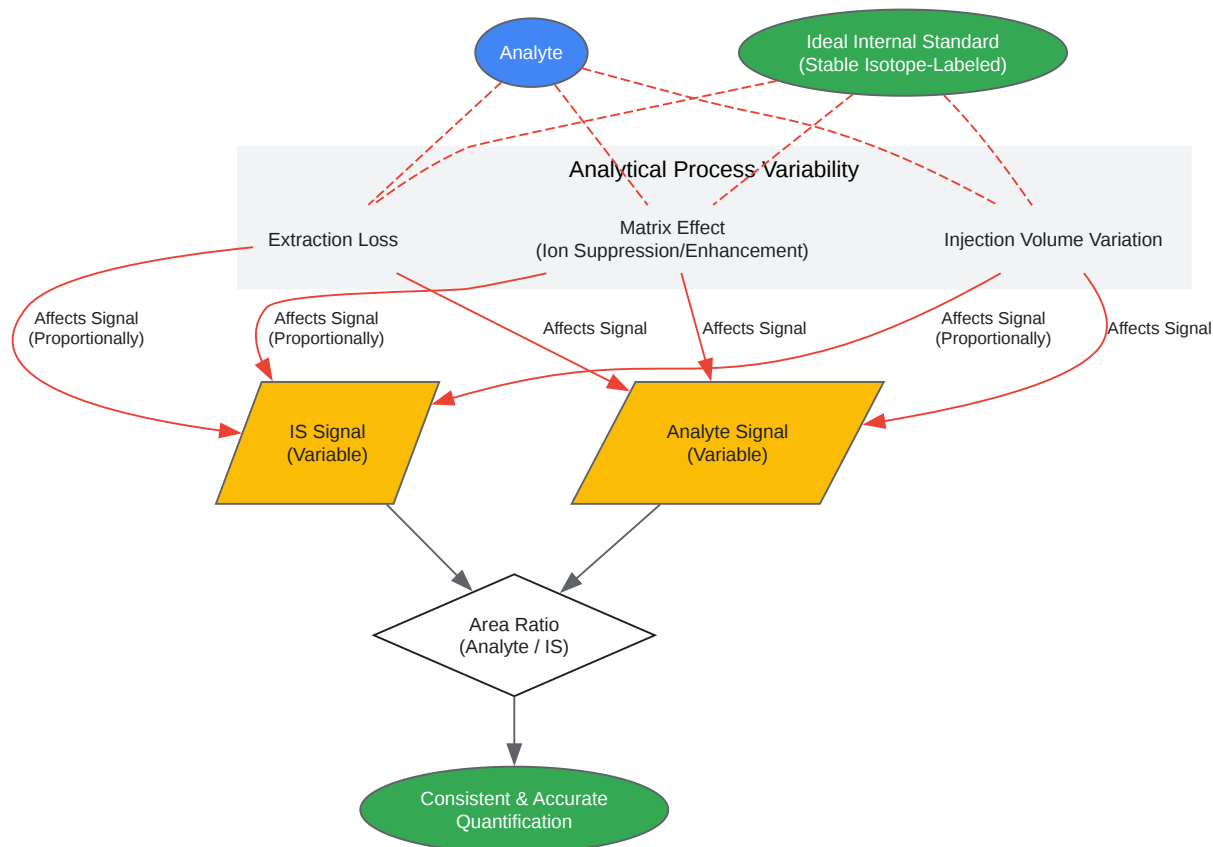 Analyte
Ideal Internal Standard
(Stable Isotope-Labeled)
Analytical Process Variability
Extraction Loss
Matrix Effect
(Ion Suppression/Enhancement)
Injection Volume Variation
Affects Signal
(Proportionally)
Affects Signal
(Proportionally)
Affects Signal
Affects Signal
Affects Signal
(Proportionally)
Affects Signal
IS Signal
(Variable)
Analyte Signal
(Variable)
Area Ratio
(Analyte / IS)
Consistent & Accurate
Quantification